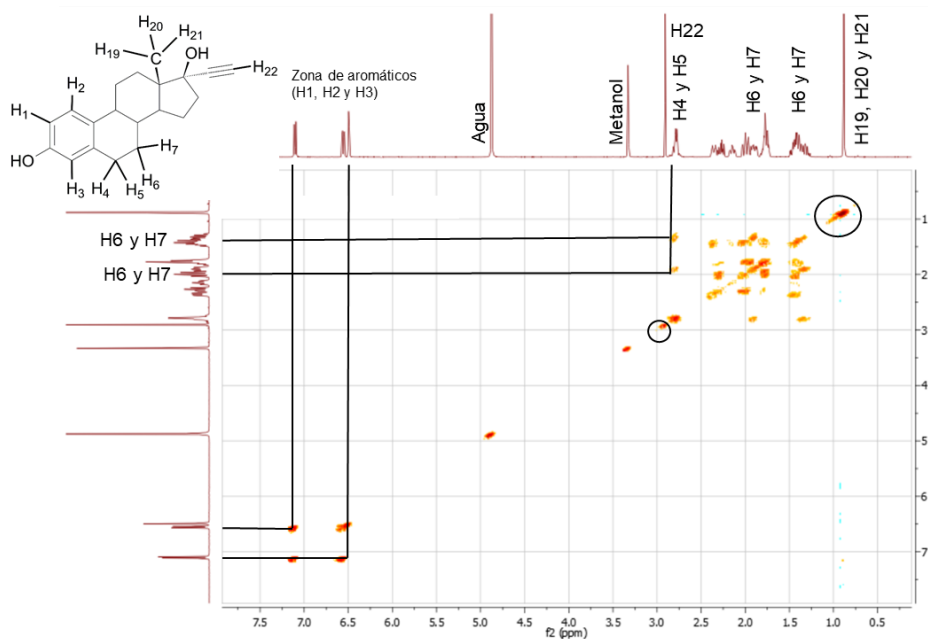 H20
H21
H19
C
OH
H22
H2
H1
HO
H3
H4
H5
H6
H7
Zona de aromáticos
(H1, H2 y H3)
Agua
Metanol
H22
H4 y H5
H6 y H7
H6 y H7
H19, H20 y H21
H6 y H7
H6 y H7
1
2
3
4
5
6
7
7.5 7.0 6.5 6.0 5.5 5.0 4.5 4.0 3.5 3.0 2.5 2.0 1.5 1.0 0.5
f2 (ppm)